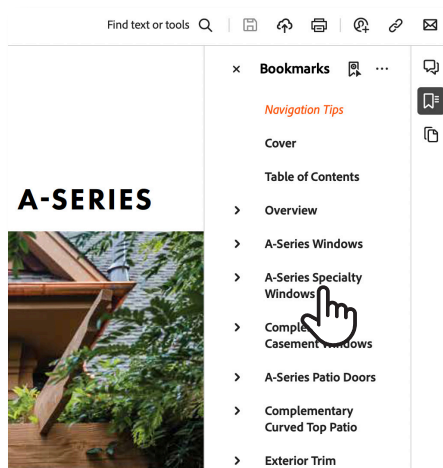 Find text or tools
Bookmarks
Navigation Tips
Cover
Table of Contents
A-SERIES
Overview
A-Series Windows
A-Series Specialty
Windows
Casement Windows
A-Series Patio Doors
Complementary
Curved Top Patio
Exterior Trim